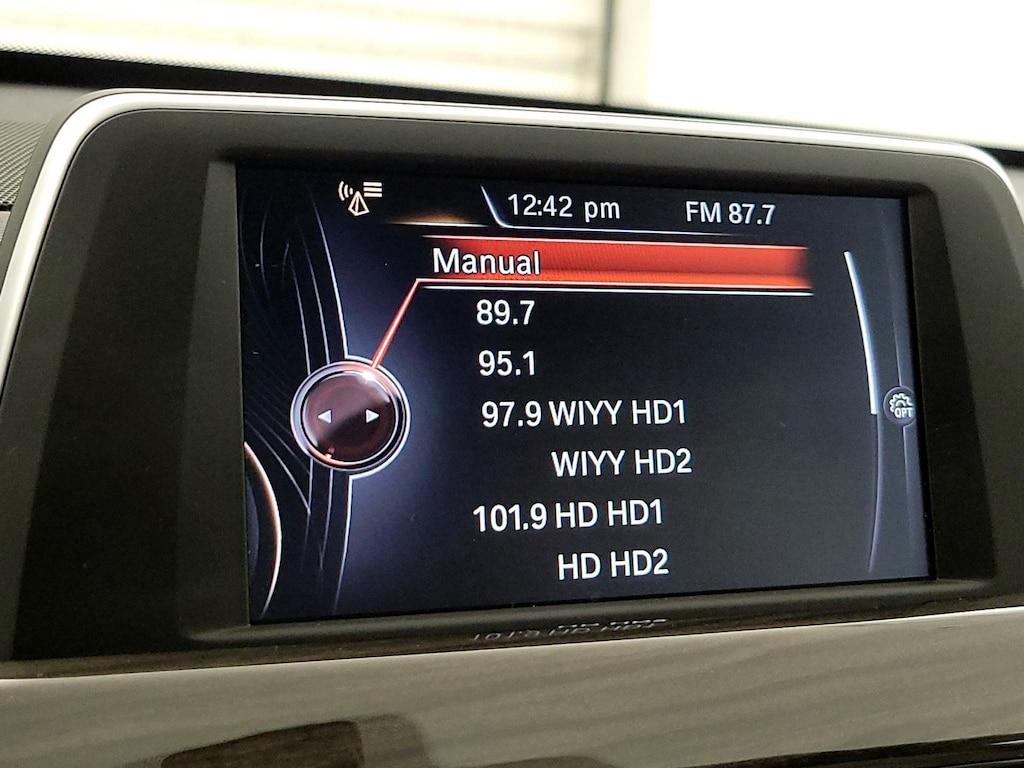 12:42 pm FM 87.7
Manual
89.7
95.1
97.9 WIYY HD1
WIYY HD2
OPT
101.9 HD HD1
HD HD2